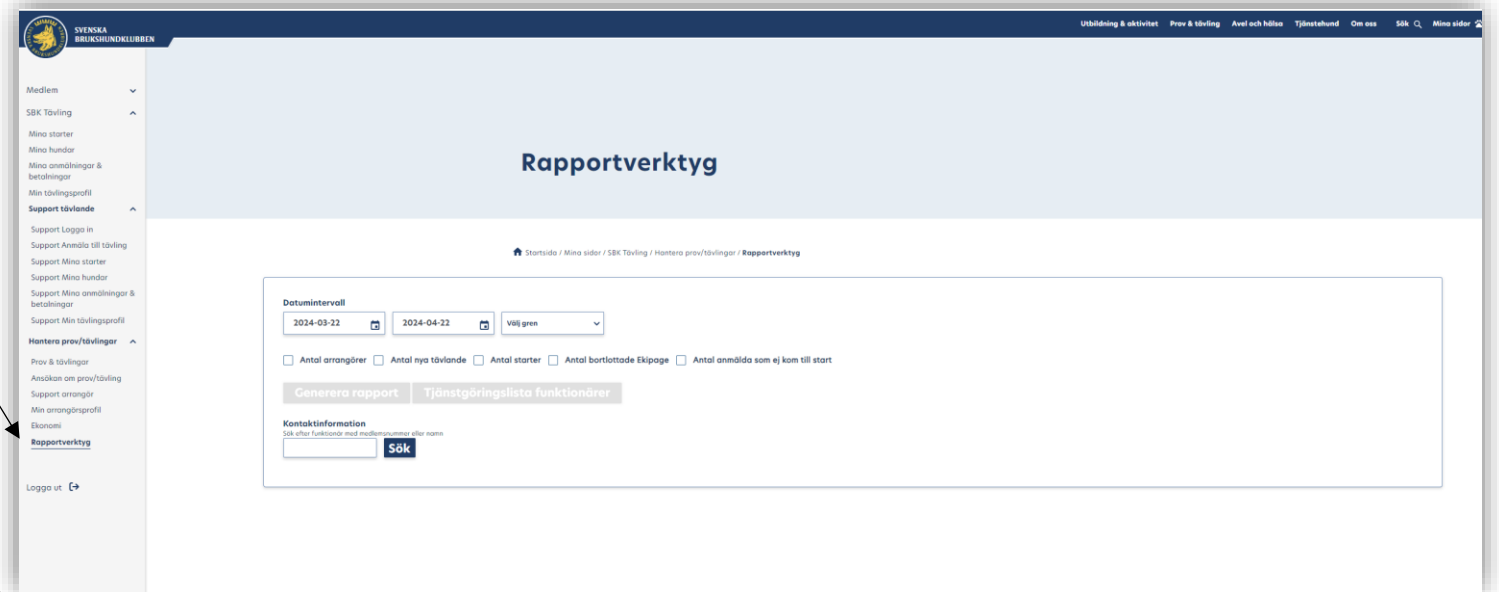 SVENSKA
BRUKSHUNDKLUBBEN
Utbildning & aktivitet Prov & tävling Avel och hälsa Tjänstehund Om oss Sök Mina sidor
Medlem
SBK Tävling
Mina starter
Mina hundar
Mina anmälningar &
betalningar
Min tävlingsprofil
Support tävlande
Support Logga in
Support Anmäla till tävling
Support Mina starter
Support Mina hundar
Support Mina anmälningar &
betalningar
Support Min tävlingsprofil
Hantera prov/tävlingar
Prov & tävlingar
Ansökan om prov/tävling
Support arrangör
Min arrangörsprofil
Ekonomi
Rapportverktyg
Logga ut
Rapportverktyg
Startsida / Mina sidor / SBK Tävling / Hantera prov/tävlingar / Rapportverktyg
Datumintervall
2024-03-22 2024-04-22 Välj gren
Antal arrangörer Antal nya tävlande Antal starter Antal bortlottade Ekipage Antal anmälda som ej kom till start
Generera rapport Tjänstgöringslista funktionärer
Kontaktinformation
Sök efter funktionär med medlemsnummer eller namn
Sök